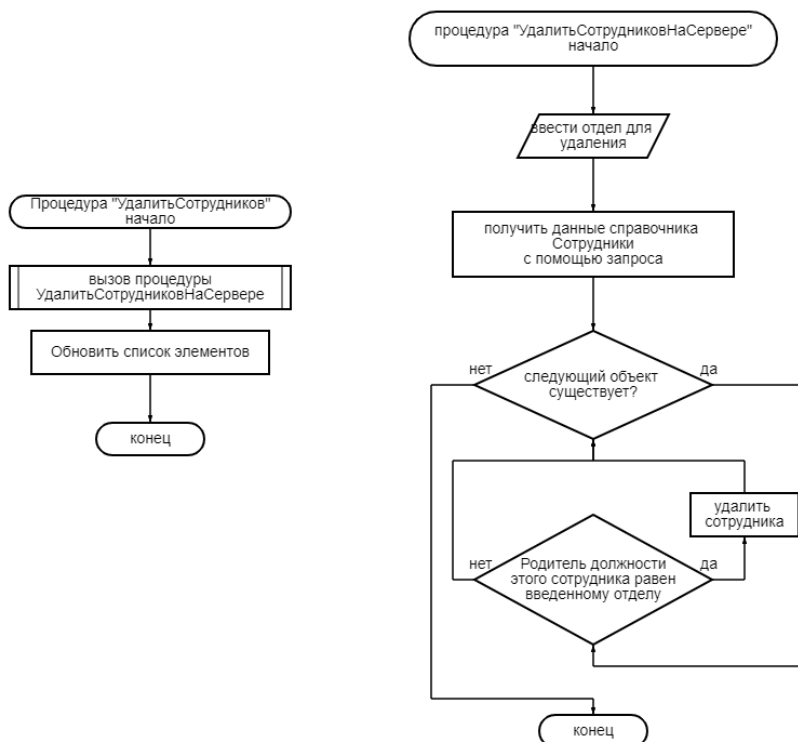 Процедура "УдалитьСотрудников"
начало
вызов процедуры
УдалитьСотрудниковНаСервере
Обновить список элементов
конец
процедура "УдалитьСотрудниковНаСервере"
начало
ввести отдел для
удаления
получить данные справочника
Сотрудники
с помощью запроса
нет
да
следующий объект
существует?
удалить
сотрудника
нет
да
Родитель должности
этого сотрудника равен
введенному отделу
конец